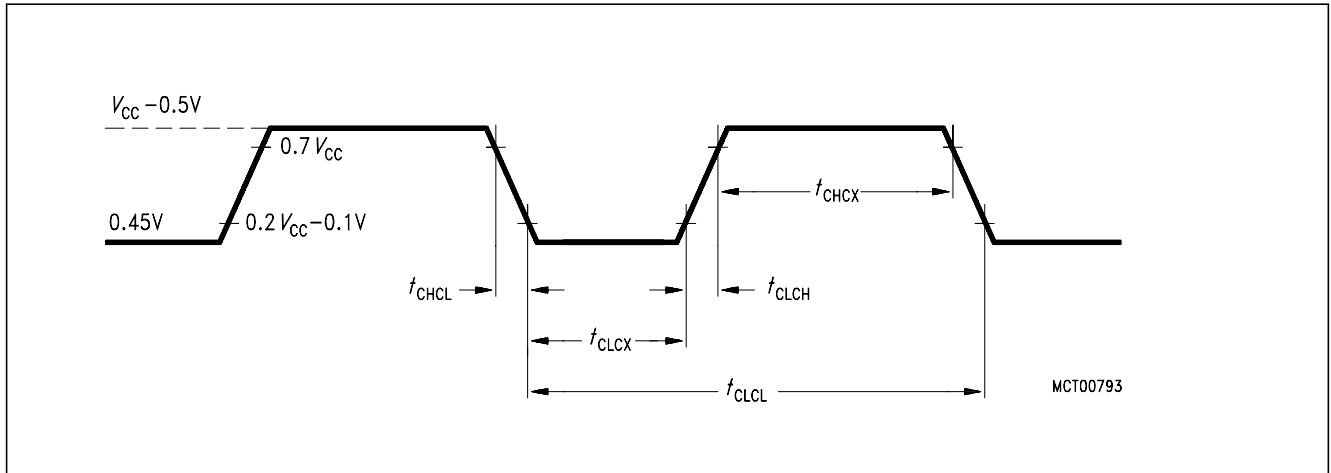 V_CC –0.5V
0.7 V_CC
t_CHCX
0.45V
0.2 V_CC –0.1V
t_CHCL
t_CLCH
t_CLCX
t_CLCL
MCT00793